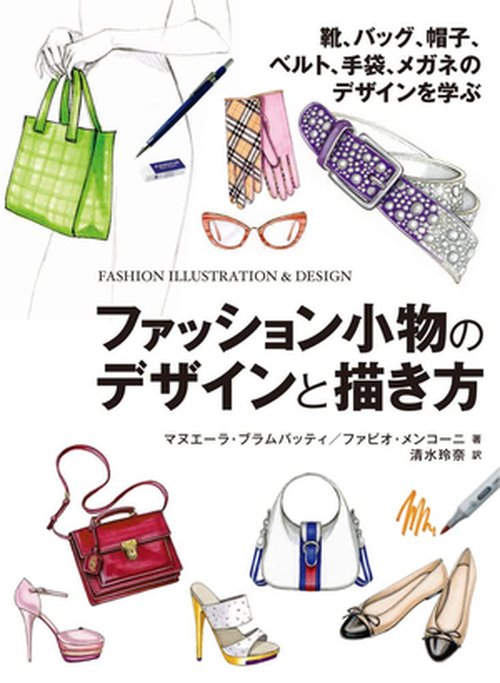 靴、バッグ、帽子、
ベルト、手袋、メガネの
デザインを学ぶ
FASHION ILLUSTRATION & DESIGN
ファッション小物の
デザインと描き方
マヌエーラ・ブラムバッティ／ファビオ・メンコーニ 著
清水玲奈 訳